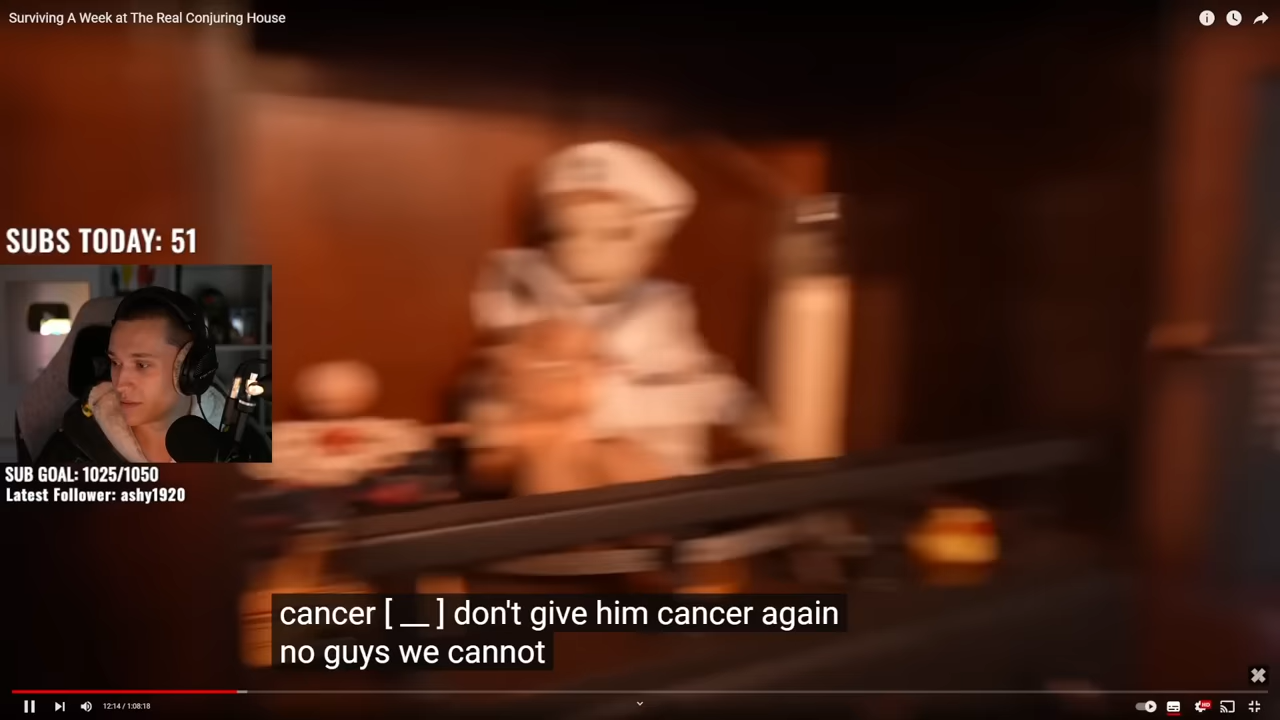 Surviving A Week at The Real Conjuring House
SUBS TODAY: 51
SUB GOAL: 1025/1050
Latest Follower: ashy1920
cancer [ __ ] don't give him cancer again
no guys we cannot
12:14 / 1:08:18
HD